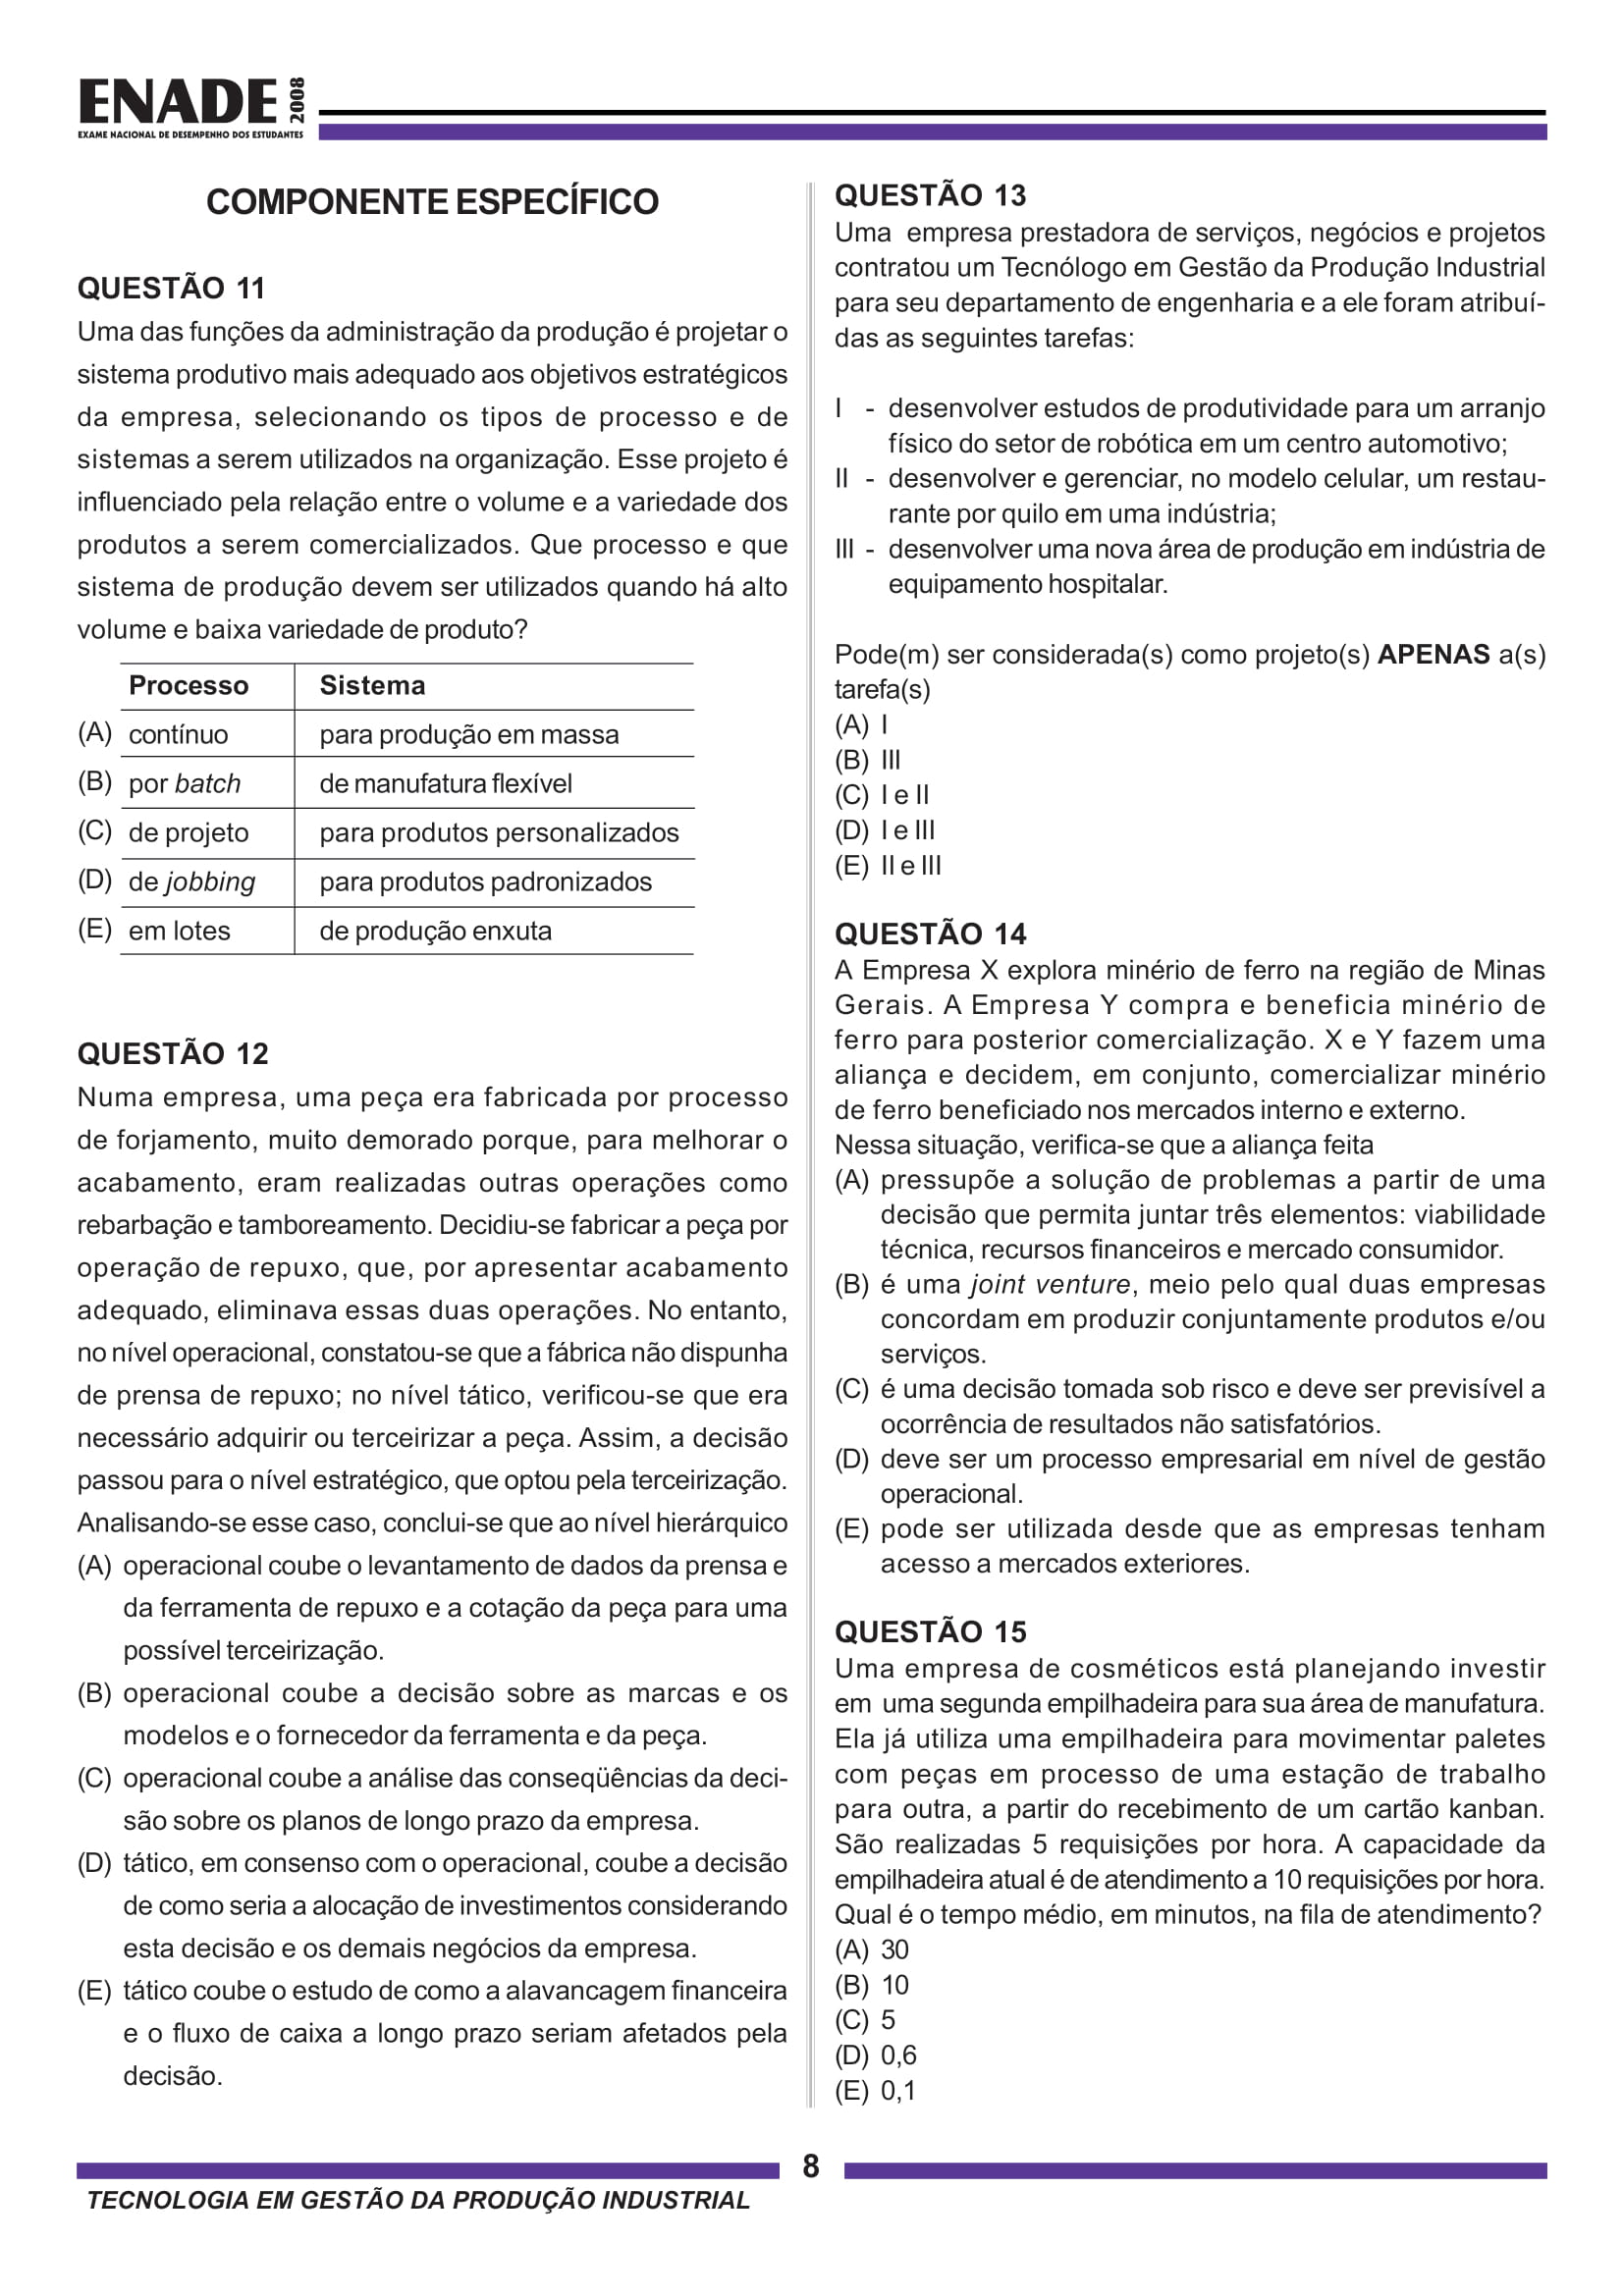 ENADE 2008
EXAME NACIONAL DE DESEMPENHO DOS ESTUDANTES
COMPONENTE ESPECÍFICO
QUESTÃO 11
Uma das funções da administração da produção é projetar o
sistema produtivo mais adequado aos objetivos estratégicos
da empresa, selecionando os tipos de processo e de
sistemas a serem utilizados na organização. Esse projeto é
influenciado pela relação entre o volume e a variedade dos
produtos a serem comercializados. Que processo e que
sistema de produção devem ser utilizados quando há alto
volume e baixa variedade de produto?
Processo Sistema
(A) contínuo para produção em massa
(B) por batch de manufatura flexível
(C) de projeto para produtos personalizados
(D) de jobbing para produtos padronizados
(E) em lotes de produção enxuta
QUESTÃO 12
Numa empresa, uma peça era fabricada por processo
de forjamento, muito demorado porque, para melhorar o
acabamento, eram realizadas outras operações como
rebarbação e tamboreamento. Decidiu-se fabricar a peça por
operação de repuxo, que, por apresentar acabamento
adequado, eliminava essas duas operações. No entanto,
no nível operacional, constatou-se que a fábrica não dispunha
de prensa de repuxo; no nível tático, verificou-se que era
necessário adquirir ou terceirizar a peça. Assim, a decisão
passou para o nível estratégico, que optou pela terceirização.
Analisando-se esse caso, conclui-se que ao nível hierárquico
(A) operacional coube o levantamento de dados da prensa e
da ferramenta de repuxo e a cotação da peça para uma
possível terceirização.
(B) operacional coube a decisão sobre as marcas e os
modelos e o fornecedor da ferramenta e da peça.
(C) operacional coube a análise das conseqüências da deci-
são sobre os planos de longo prazo da empresa.
(D) tático, em consenso com o operacional, coube a decisão
de como seria a alocação de investimentos considerando
esta decisão e os demais negócios da empresa.
(E) tático coube o estudo de como a alavancagem financeira
e o fluxo de caixa a longo prazo seriam afetados pela
decisão.
QUESTÃO 13
Uma empresa prestadora de serviços, negócios e projetos
contratou um Tecnólogo em Gestão da Produção Industrial
para seu departamento de engenharia e a ele foram atribuí-
das as seguintes tarefas:
I - desenvolver estudos de produtividade para um arranjo
físico do setor de robótica em um centro automotivo;
II - desenvolver e gerenciar, no modelo celular, um restau-
rante por quilo em uma indústria;
III - desenvolver uma nova área de produção em indústria de
equipamento hospitalar.
Pode(m) ser considerada(s) como projeto(s) APENAS a(s)
tarefa(s)
(A) I
(B) III
(C) I e II
(D) I e III
(E) II e III
QUESTÃO 14
A Empresa X explora minério de ferro na região de Minas
Gerais. A Empresa Y compra e beneficia minério de
ferro para posterior comercialização. X e Y fazem uma
aliança e decidem, em conjunto, comercializar minério
de ferro beneficiado nos mercados interno e externo.
Nessa situação, verifica-se que a aliança feita
(A) pressupõe a solução de problemas a partir de uma
decisão que permita juntar três elementos: viabilidade
técnica, recursos financeiros e mercado consumidor.
(B) é uma joint venture, meio pelo qual duas empresas
concordam em produzir conjuntamente produtos e/ou
serviços.
(C) é uma decisão tomada sob risco e deve ser previsível a
ocorrência de resultados não satisfatórios.
(D) deve ser um processo empresarial em nível de gestão
operacional.
(E) pode ser utilizada desde que as empresas tenham
acesso a mercados exteriores.
QUESTÃO 15
Uma empresa de cosméticos está planejando investir
em uma segunda empilhadeira para sua área de manufatura.
Ela já utiliza uma empilhadeira para movimentar paletes
com peças em processo de uma estação de trabalho
para outra, a partir do recebimento de um cartão kanban.
São realizadas 5 requisições por hora. A capacidade da
empilhadeira atual é de atendimento a 10 requisições por hora.
Qual é o tempo médio, em minutos, na fila de atendimento?
(A) 30
(B) 10
(C) 5
(D) 0,6
(E) 0,1
8
TECNOLOGIA EM GESTÃO DA PRODUÇÃO INDUSTRIAL